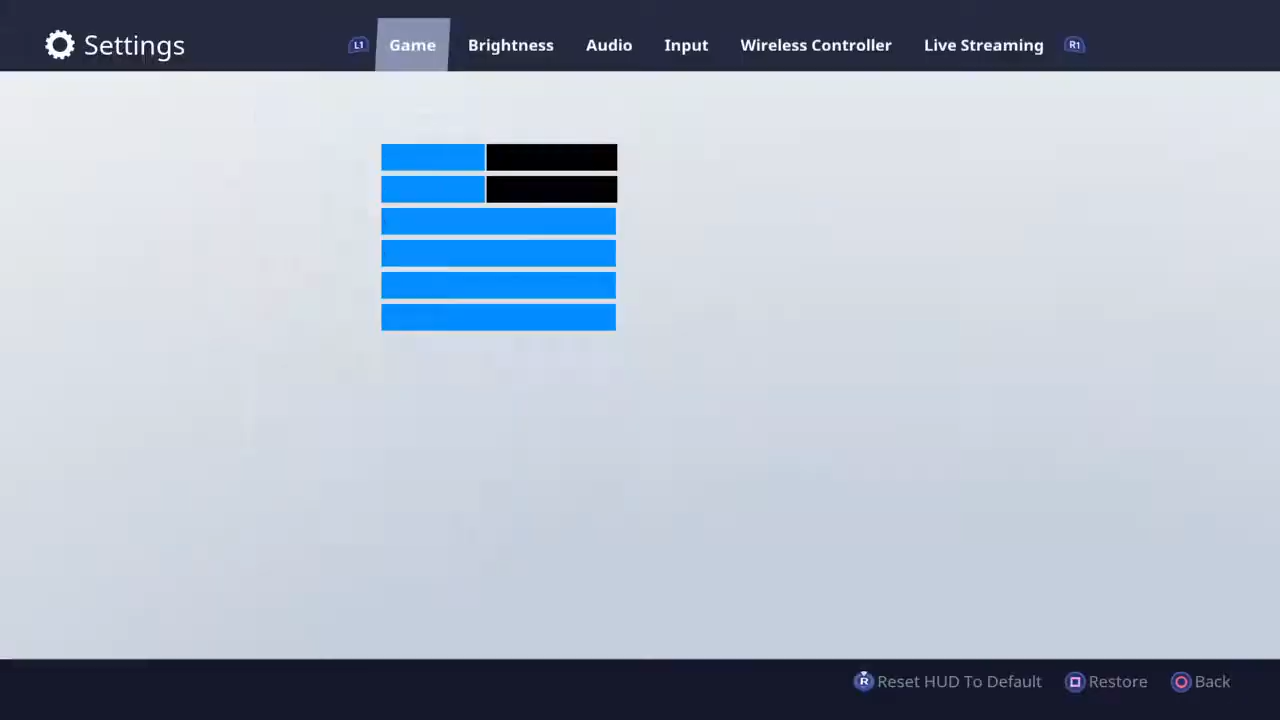 Settings
L1 Game Brightness Audio Input Wireless Controller Live Streaming R1
R Reset HUD To Default Restore Back